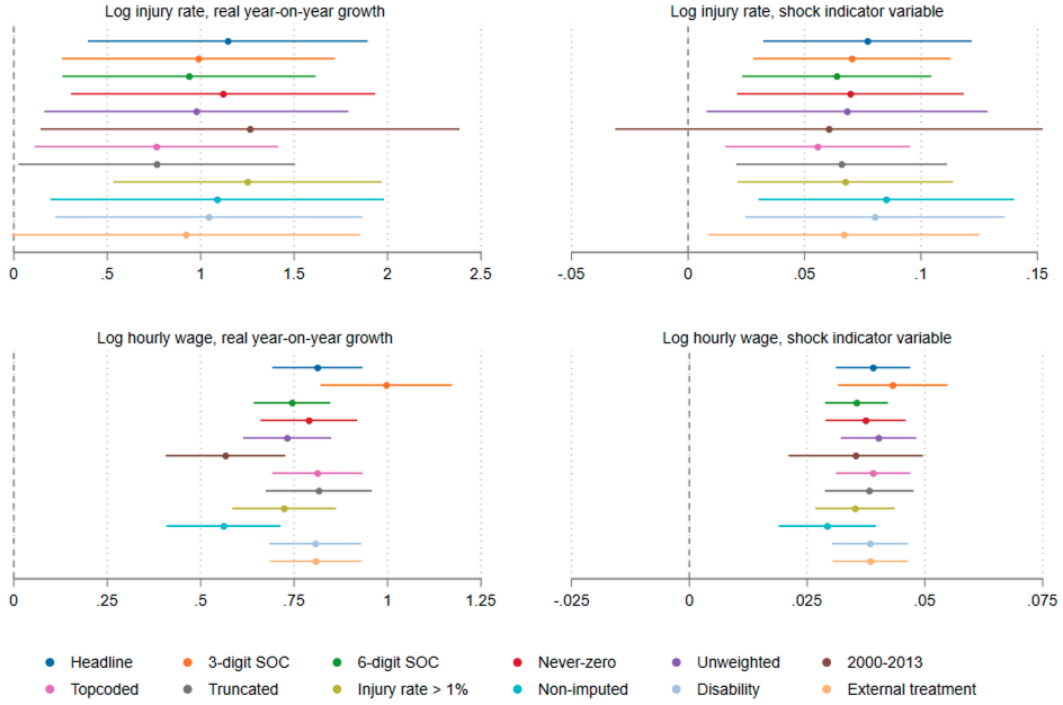 Log injury rate, real year-on-year growth
Log injury rate, shock indicator variable
0 .5 1 1.5 2 2.5
-.05 0 .05 .1 .15
Log hourly wage, real year-on-year growth
Log hourly wage, shock indicator variable
0 .25 .5 .75 1 1.25
-.025 0 .025 .05 .075
Headline 3-digit SOC 6-digit SOC Never-zero Unweighted 2000-2013
Topcoded Truncated Injury rate > 1% Non-imputed Disability External treatment